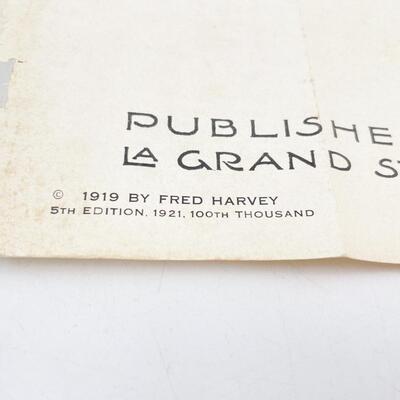 PUBLISHE
LA GRAND S
© 1919 BY FRED HARVEY
5TH EDITION, 1921, 100TH THOUSAND